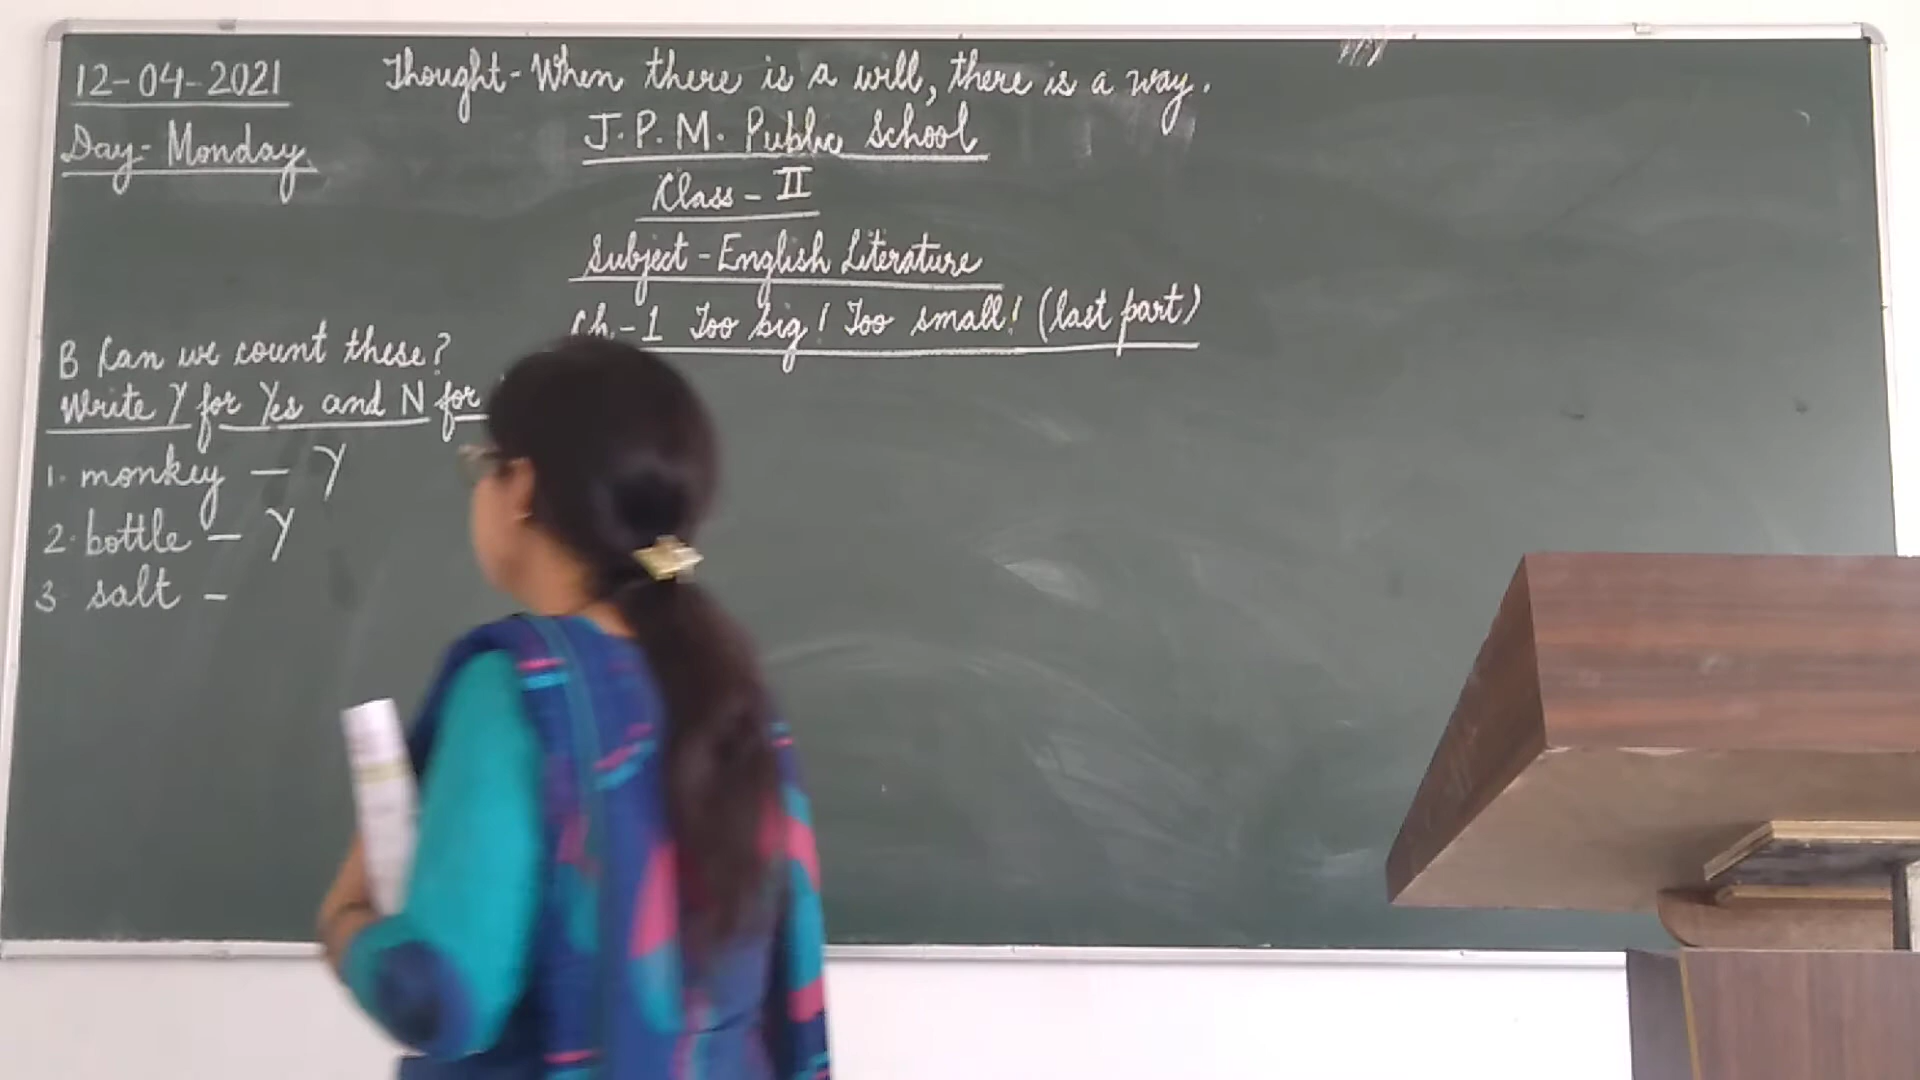 12-04-2021
Thought - When there is a will, there is a way.
Day - Monday
J.P.M. Public School
Class - II
Subject - English Literature
Ch.-1 Too big! Too small! (last part)
B Can we count these?
Write Y for Yes and N for
1. monkey — Y
2. bottle — Y
3. salt -